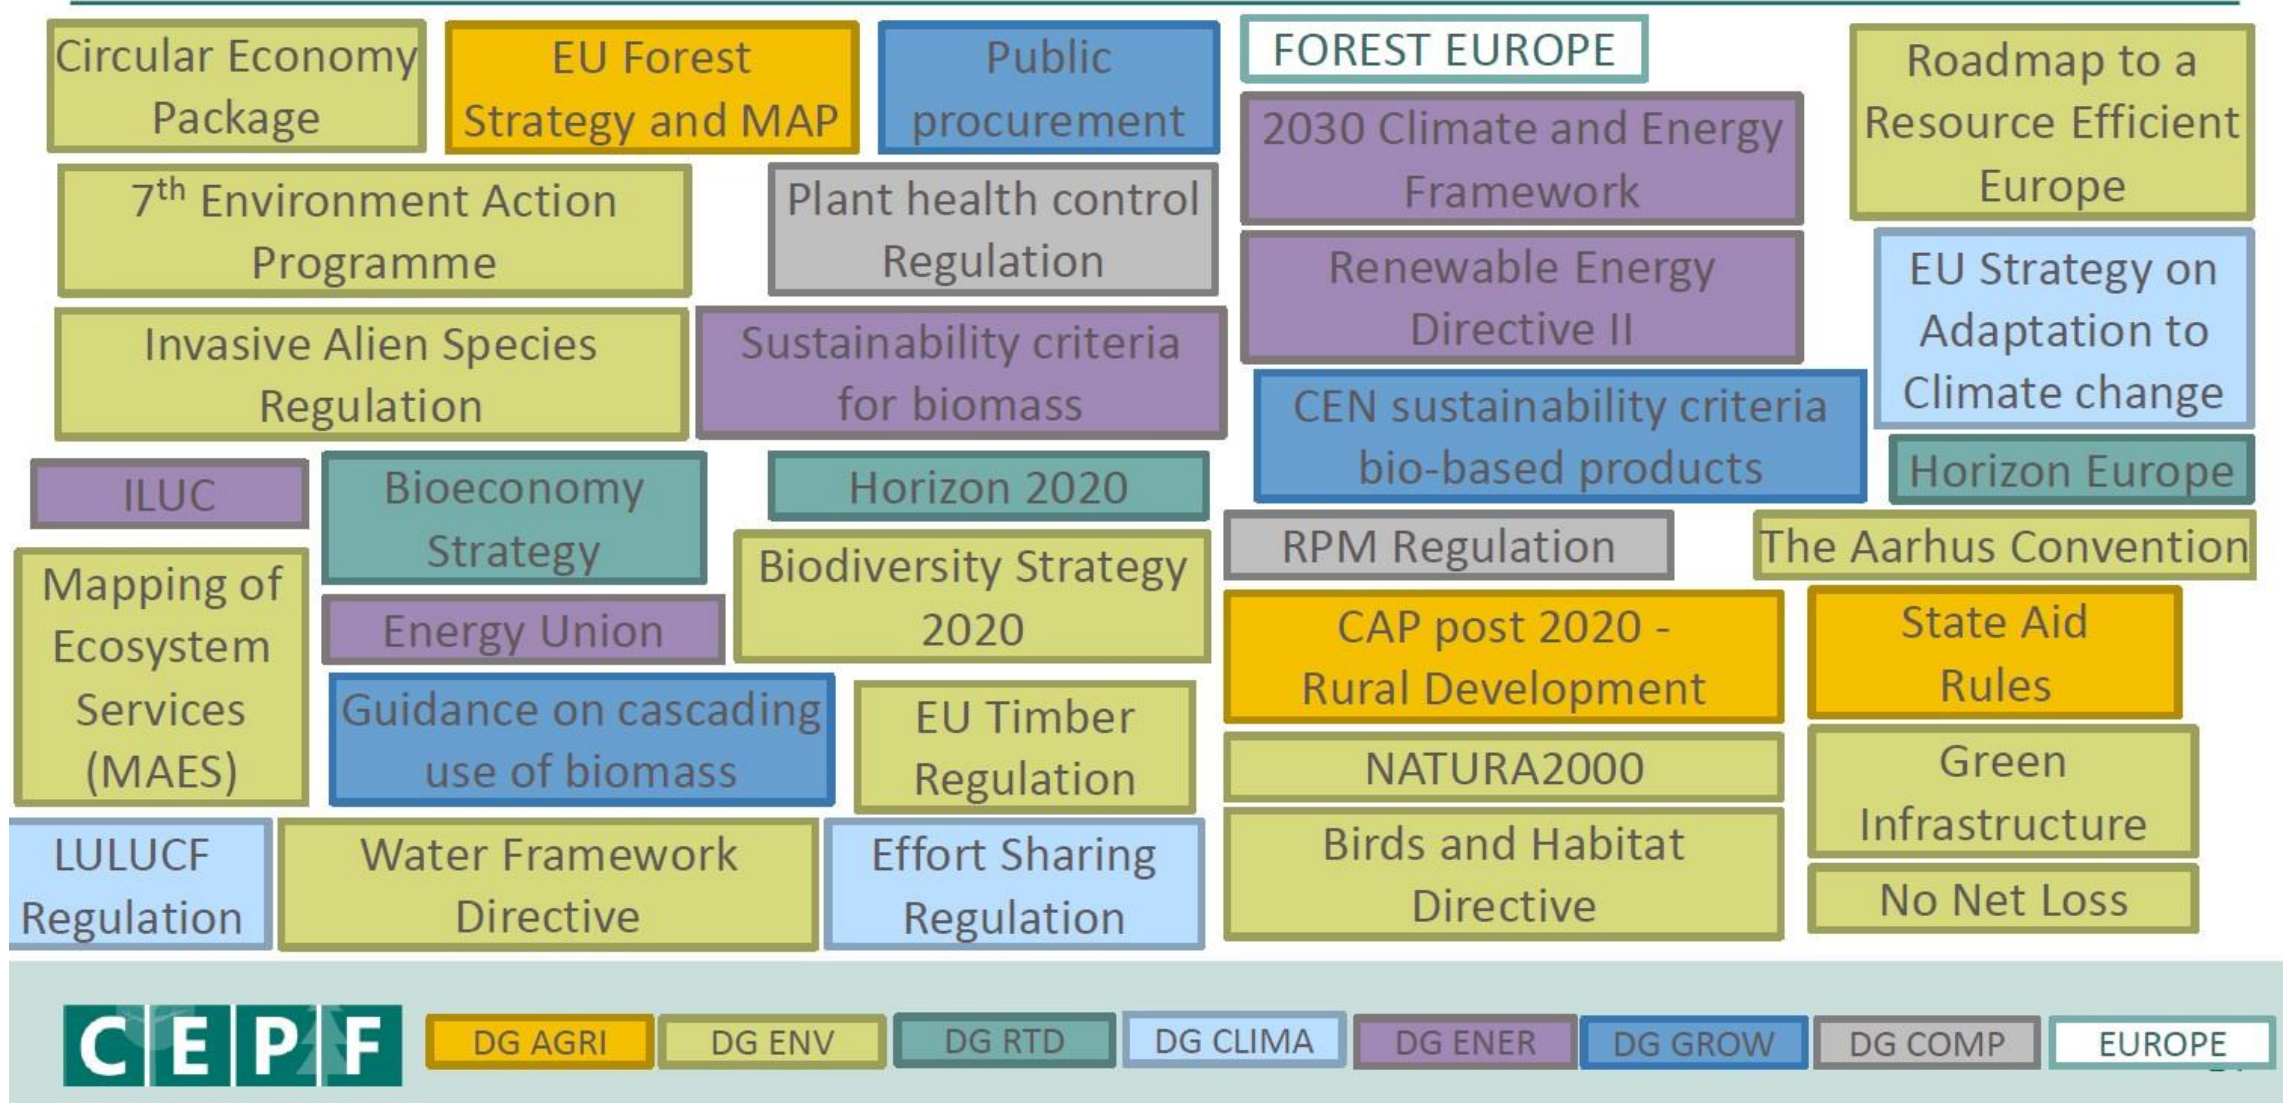 Circular Economy
Package
EU Forest
Strategy and MAP
Public
procurement
FOREST EUROPE
Roadmap to a
Resource Efficient
Europe
7th Environment Action
Programme
Plant health control
Regulation
2030 Climate and Energy
Framework
Renewable Energy
Directive II
EU Strategy on
Adaptation to
Climate change
Invasive Alien Species
Regulation
Sustainability criteria
for biomass
CEN sustainability criteria
bio-based products
Horizon Europe
ILUC
Bioeconomy
Strategy
Horizon 2020
RPM Regulation
The Aarhus Convention
Mapping of
Ecosystem
Services
(MAES)
Energy Union
Biodiversity Strategy
2020
CAP post 2020 -
Rural Development
State Aid
Rules
Guidance on cascading
use of biomass
EU Timber
Regulation
NATURA2000
Green
Infrastructure
LULUCF
Regulation
Water Framework
Directive
Effort Sharing
Regulation
Birds and Habitat
Directive
No Net Loss
CEPF
DG AGRI
DG ENV
DG RTD
DG CLIMA
DG ENER
DG GROW
DG COMP
EUROPE